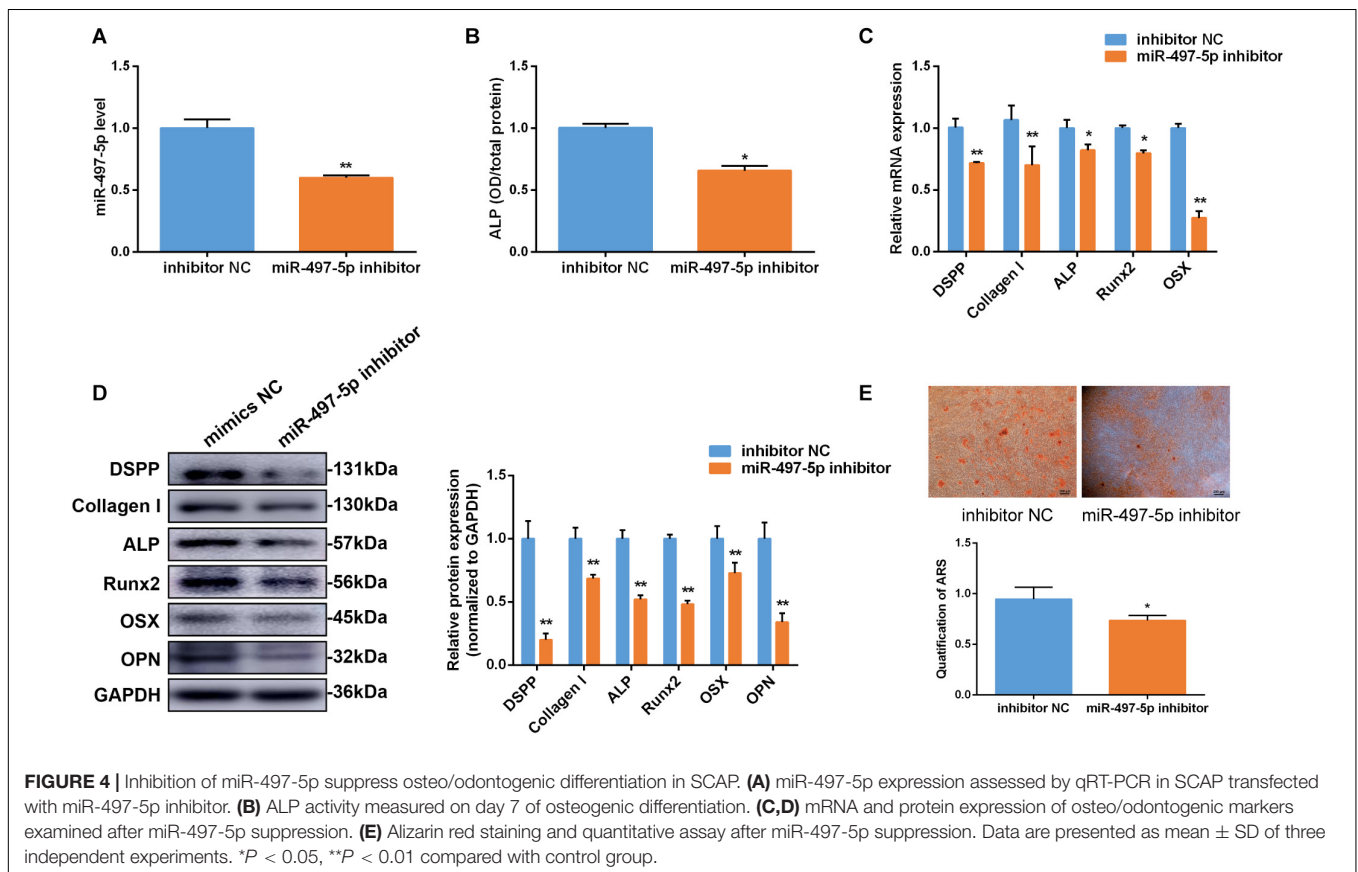 A
miR-497-5p level
1.5
1.0
0.5
0.0
**
inhibitor NC
miR-497-5p inhibitor
B
ALP (OD/total protein)
1.5
1.0
0.5
0.0
*
inhibitor NC
miR-497-5p inhibitor
C
inhibitor NC
miR-497-5p inhibitor
Relative mRNA expression
1.5
1.0
0.5
0.0
**
**
*
*
**
DSPP
Collagen I
ALP
Runx2
OSX
D
mimics NC
miR-497-5p inhibitor
DSPP -131kDa
Collagen I -130kDa
ALP -57kDa
Runx2 -56kDa
OSX -45kDa
OPN -32kDa
GAPDH -36kDa
inhibitor NC
miR-497-5p inhibitor
Relative protein expression
(normalized to GAPDH)
1.5
1.0
0.5
0.0
**
**
**
**
**
**
DSPP
Collagen I
ALP
Runx2
OSX
OPN
E
inhibitor NC
miR-497-5p inhibitor
Quatification of ARS
1.5
1.0
0.5
0.0
*
inhibitor NC
miR-497-5p inhibitor
FIGURE 4 | Inhibition of miR-497-5p suppress osteo/odontogenic differentiation in SCAP. (A) miR-497-5p expression assessed by qRT-PCR in SCAP transfected
with miR-497-5p inhibitor. (B) ALP activity measured on day 7 of osteogenic differentiation. (C,D) mRNA and protein expression of osteo/odontogenic markers
examined after miR-497-5p suppression. (E) Alizarin red staining and quantitative assay after miR-497-5p suppression. Data are presented as mean ± SD of three
independent experiments. *P < 0.05, **P < 0.01 compared with control group.